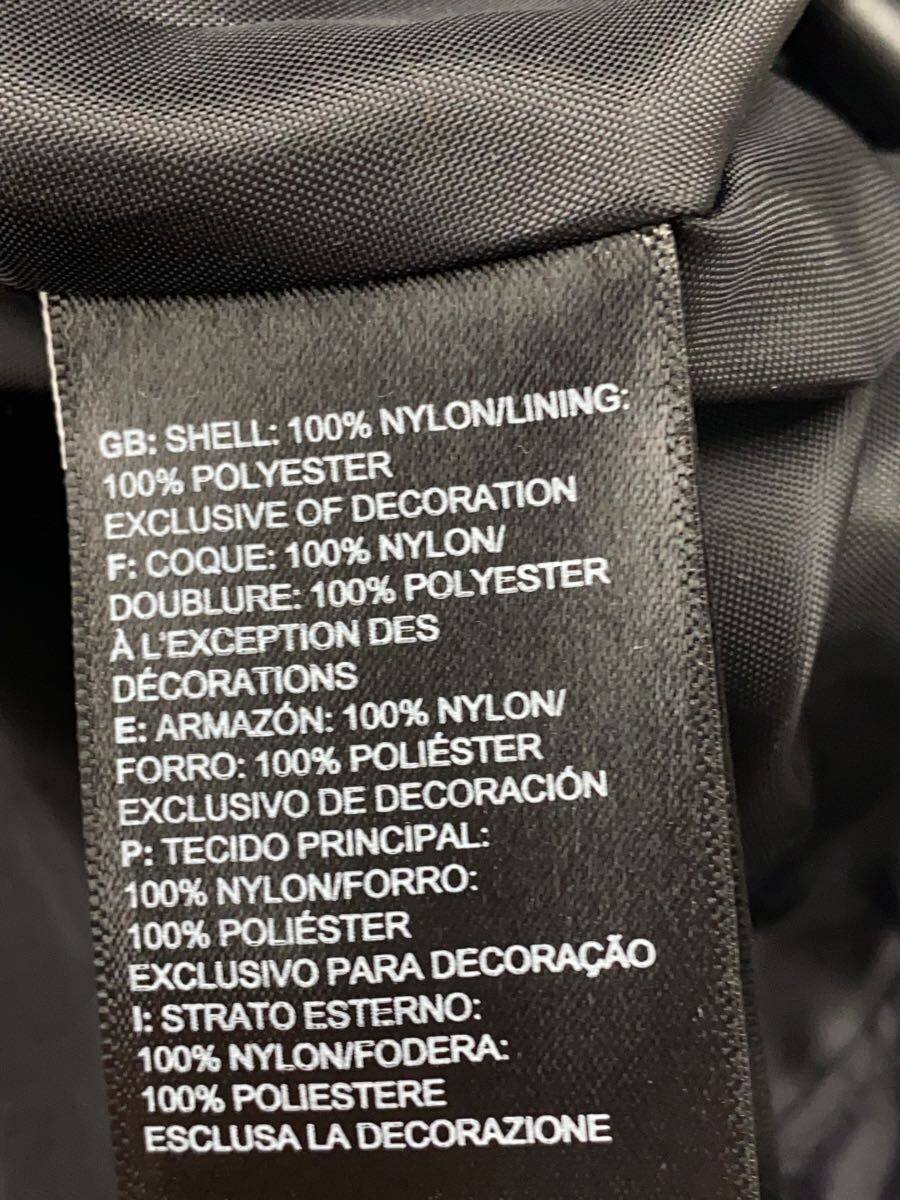 GB: SHELL: 100% NYLON/LINING:
100% POLYESTER
EXCLUSIVE OF DECORATION
F: COQUE: 100% NYLON/
DOUBLURE: 100% POLYESTER
À L'EXCEPTION DES
DÉCORATIONS
E: ARMAZÓN: 100% NYLON/
FORRO: 100% POLIÉSTER
EXCLUSIVO DE DECORACIÓN
P: TECIDO PRINCIPAL:
100% NYLON/FORRO:
100% POLIÉSTER
EXCLUSIVO PARA DECORAÇÃO
I: STRATO ESTERNO:
100% NYLON/FODERA:
100% POLIESTERE
ESCLUSA LA DECORAZIONE